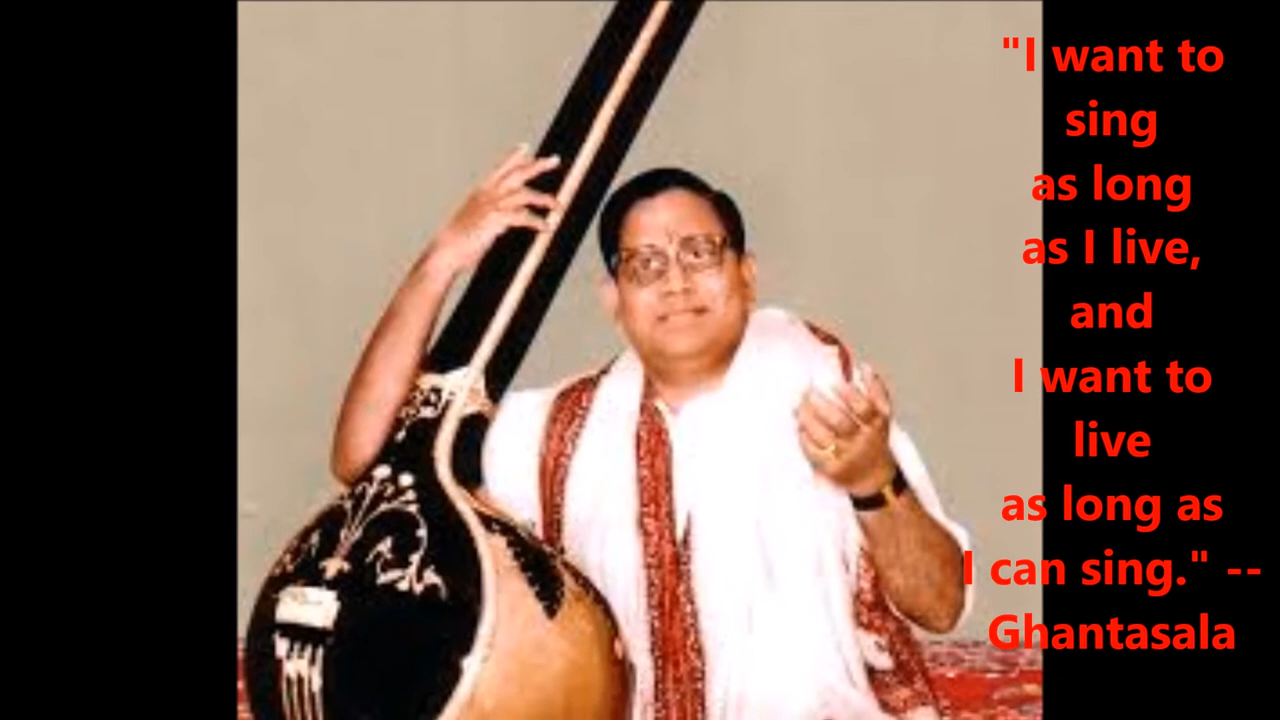 "I want to
sing
as long
as I live,
and
I want to
live
as long as
I can sing." --
Ghantasala